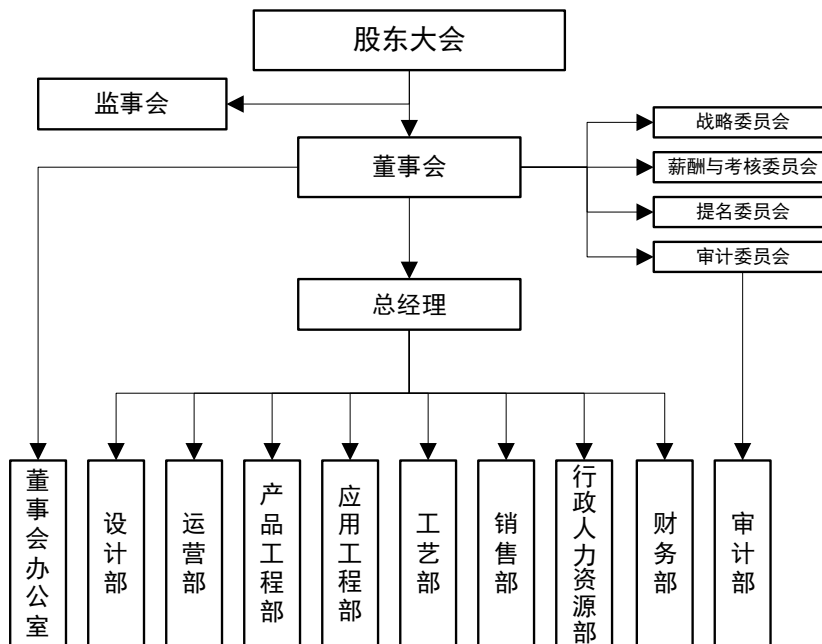 股东大会
监事会
战略委员会
董事会
薪酬与考核委员会
提名委员会
审计委员会
总经理
董事会办公室
设计部
运营部
产品工程部
应用工程部
工艺部
销售部
行政人力资源部
财务部
审计部